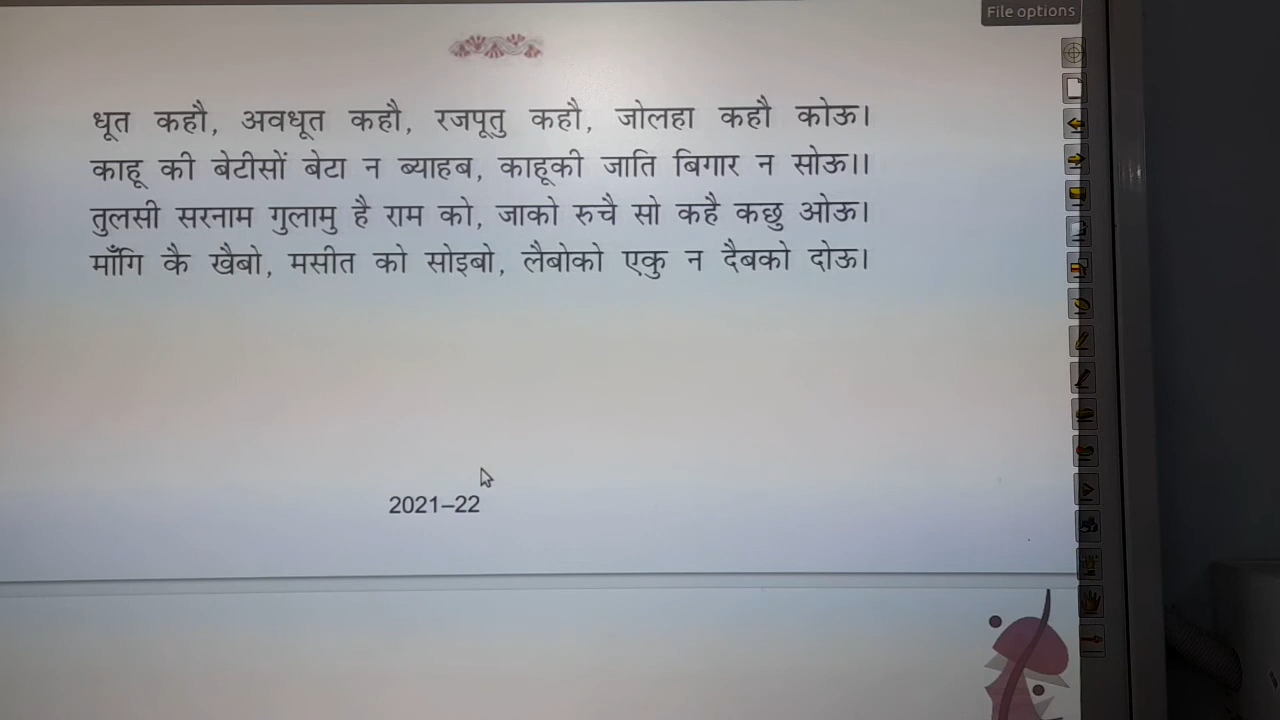 File options
धूत कहौ, अवधूत कहौ, रजपूतु कहौ, जोलहा कहौ कोऊ।
काहू की बेटीसों बेटा न ब्याहब, काहूकी जाति बिगार न सोऊ।।
तुलसी सरनाम गुलामु है राम को, जाको रुचै सो कहै कछु ओऊ।
माँगि कै खैबो, मसीत को सोइबो, लैबोको एकु न दैबको दोऊ।
2021–22